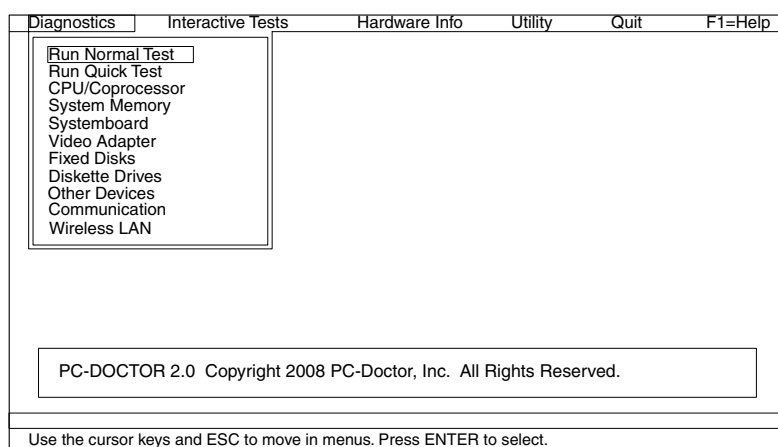 Diagnostics Interactive Tests Hardware Info Utility Quit F1=Help
Run Normal Test
Run Quick Test
CPU/Coprocessor
System Memory
Systemboard
Video Adapter
Fixed Disks
Diskette Drives
Other Devices
Communication
Wireless LAN
PC-DOCTOR 2.0 Copyright 2008 PC-Doctor, Inc. All Rights Reserved.
Use the cursor keys and ESC to move in menus. Press ENTER to select.